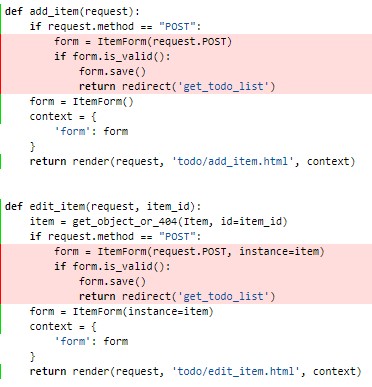 def add_item(request):
    if request.method == "POST":
        form = ItemForm(request.POST)
        if form.is_valid():
            form.save()
            return redirect('get_todo_list')
    form = ItemForm()
    context = {
        'form': form
    }
    return render(request, 'todo/add_item.html', context)
def edit_item(request, item_id):
    item = get_object_or_404(Item, id=item_id)
    if request.method == "POST":
        form = ItemForm(request.POST, instance=item)
        if form.is_valid():
            form.save()
            return redirect('get_todo_list')
    form = ItemForm(instance=item)
    context = {
        'form': form
    }
    return render(request, 'todo/edit_item.html', context)